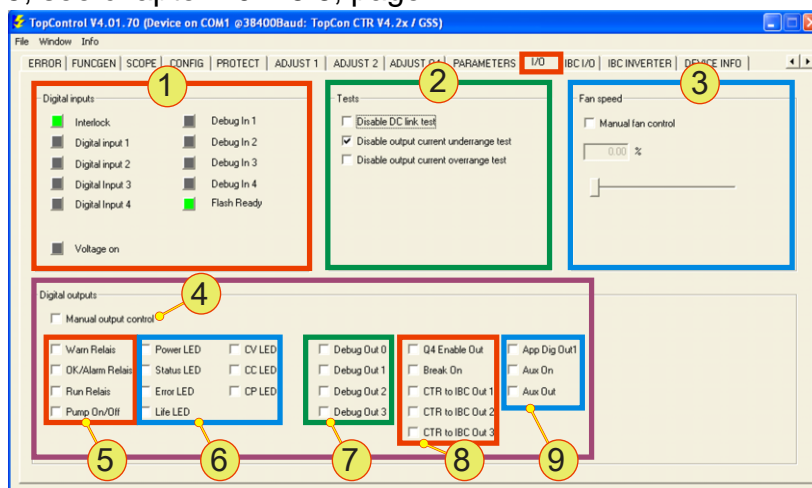 TopControl V4.01.70 (Device on COM1 @38400Baud: TopCon CTR V4.2x / GSS)
File Window Info
ERROR FUNCGEN SCOPE CONFIG PROTECT ADJUST 1 ADJUST 2 PARAMETERS I/O IBC I/O IBC INVERTER DEVICE INFO
1 2 3
Digital inputs Tests Fan speed
Interlock Debug In 1 Disable DC link test Manual fan control
Digital input 1 Debug In 2 Disable output current underrange test
Digital input 2 Debug In 3 Disable output current overrange test 0.00 %
Digital Input 3 Debug In 4
Digital Input 4 Flash Ready
Voltage on
Digital outputs 4
Manual output control
Warn Relais Power LED CV LED Debug Out 0 Q4 Enable Out App Dig Out1
OK/Alarm Relais Status LED CC LED Debug Out 1 Break On Aux On
Run Relais Error LED CP LED Debug Out 2 CTR to IBC Out 1 Aux Out
Pump On/Off Life LED Debug Out 3 CTR to IBC Out 2
CTR to IBC Out 3
5 6 7 8 9